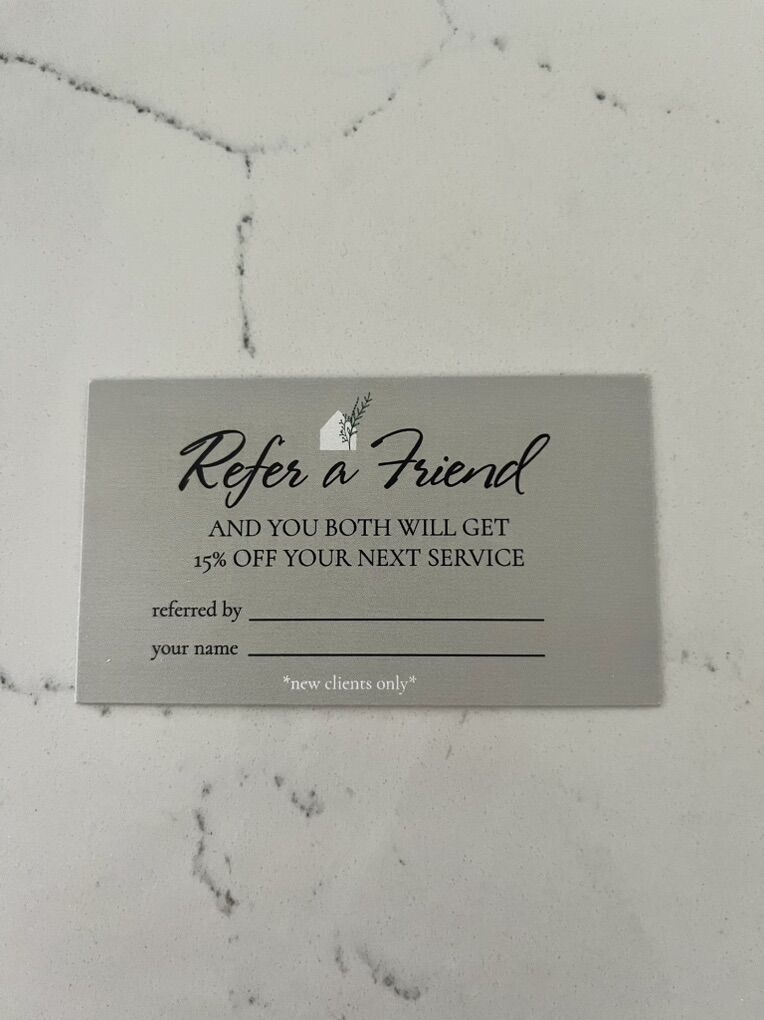 Refer a Friend
AND YOU BOTH WILL GET
15% OFF YOUR NEXT SERVICE
referred by
your name
*new clients only*